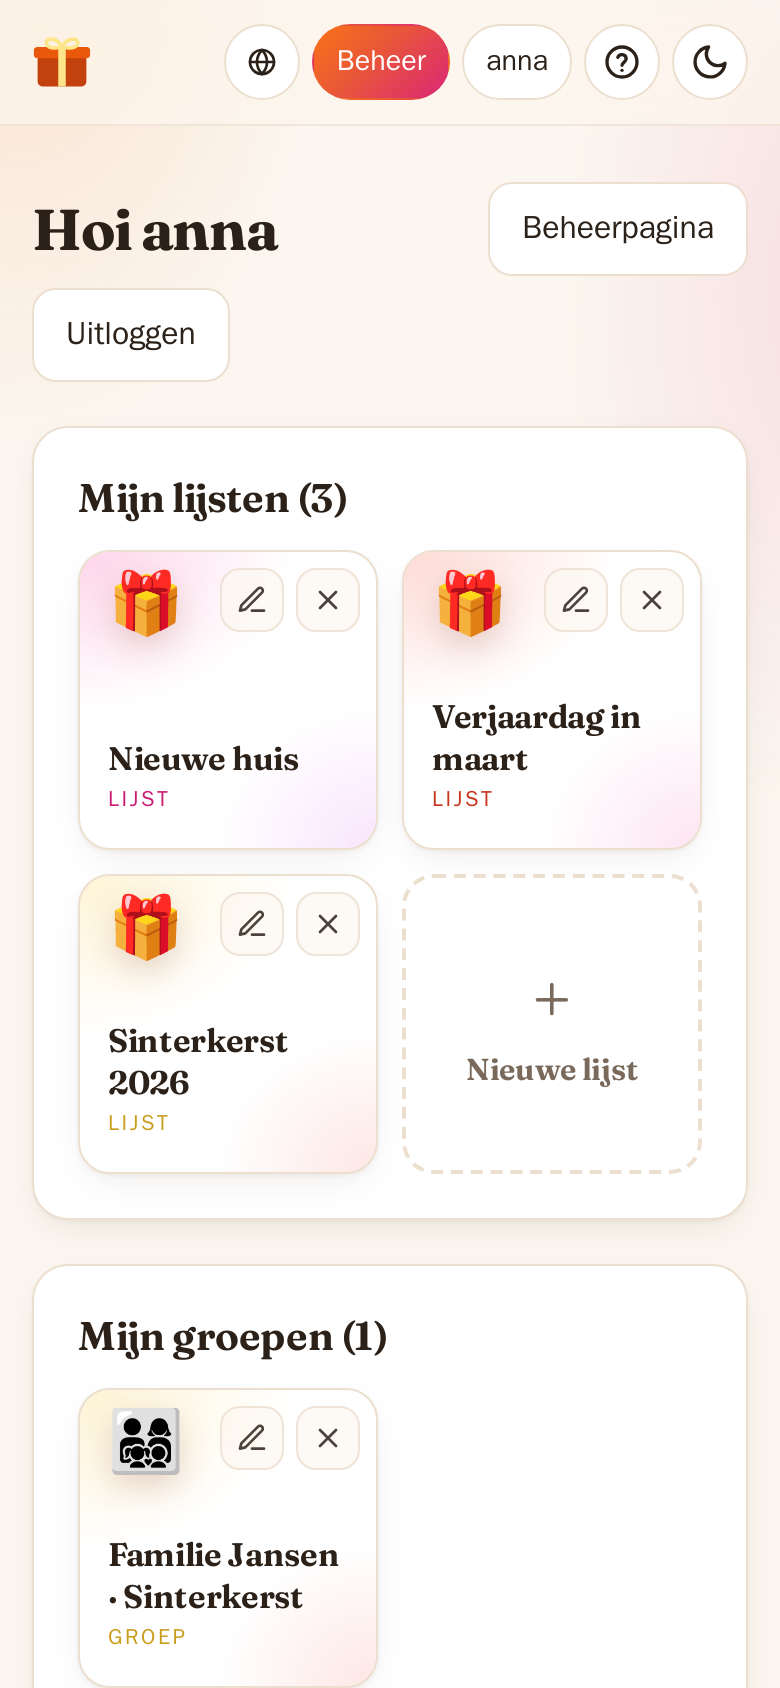 Beheer
anna
Hoi anna
Beheerpagina
Uitloggen
Mijn lijsten (3)
Nieuwe huis
LIJST
Verjaardag in
maart
LIJST
Sinterkerst
2026
LIJST
Nieuwe lijst
Mijn groepen (1)
Familie Jansen
· Sinterkerst
GROEP